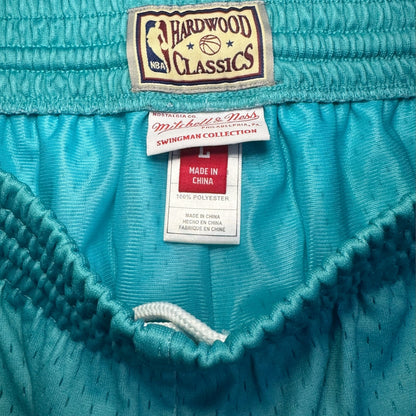 HARDWOOD
NBA
CLASSICS
NOSTALGIA CO.
Mitchell & Ness
PHILADELPHIA, PA.
SWINGMAN COLLECTION
L
MADE IN
CHINA
100% POLYESTER
MADE IN CHINA
HECHO EN CHINA
FABRIQUÉ EN CHINE